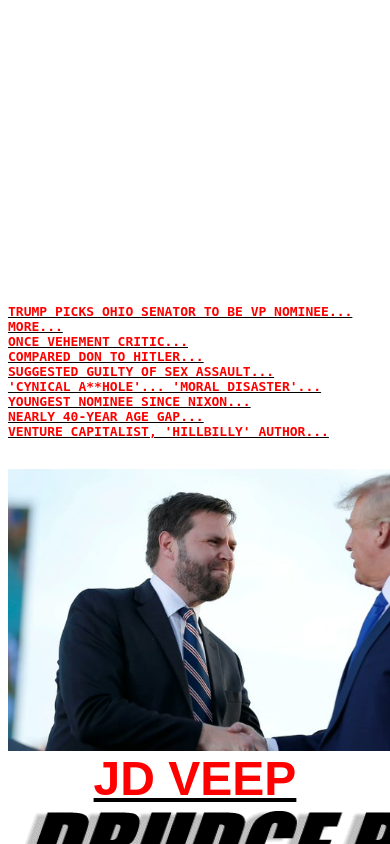 TRUMP PICKS OHIO SENATOR TO BE VP NOMINEE...
MORE...
ONCE VEHEMENT CRITIC...
COMPARED DON TO HITLER...
SUGGESTED GUILTY OF SEX ASSAULT...
'CYNICAL A**HOLE'... 'MORAL DISASTER'...
YOUNGEST NOMINEE SINCE NIXON...
NEARLY 40-YEAR AGE GAP...
VENTURE CAPITALIST, 'HILLBILLY' AUTHOR...
JD VEEP
DRUDGE R